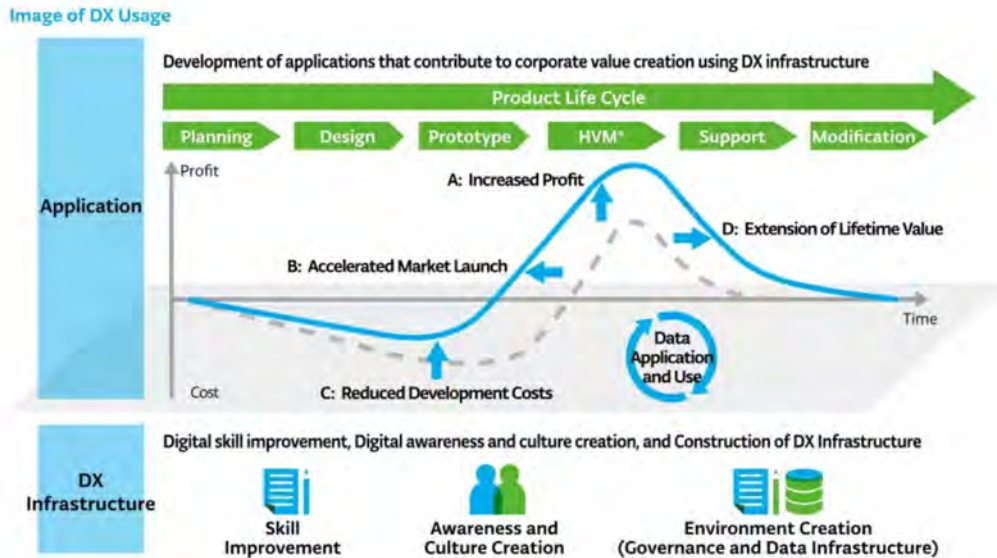 Image of DX Usage
Application
Development of applications that contribute to corporate value creation using DX infrastructure
Product Life Cycle
Planning
Design
Prototype
HVM*
Support
Modification
Profit
A: Increased Profit
D: Extension of Lifetime Value
B: Accelerated Market Launch
Time
Data
Application
and Use
Cost
C: Reduced Development Costs
DX
Infrastructure
Digital skill improvement, Digital awareness and culture creation, and Construction of DX Infrastructure
Skill
Improvement
Awareness and
Culture Creation
Environment Creation
(Governance and Data Infrastructure)